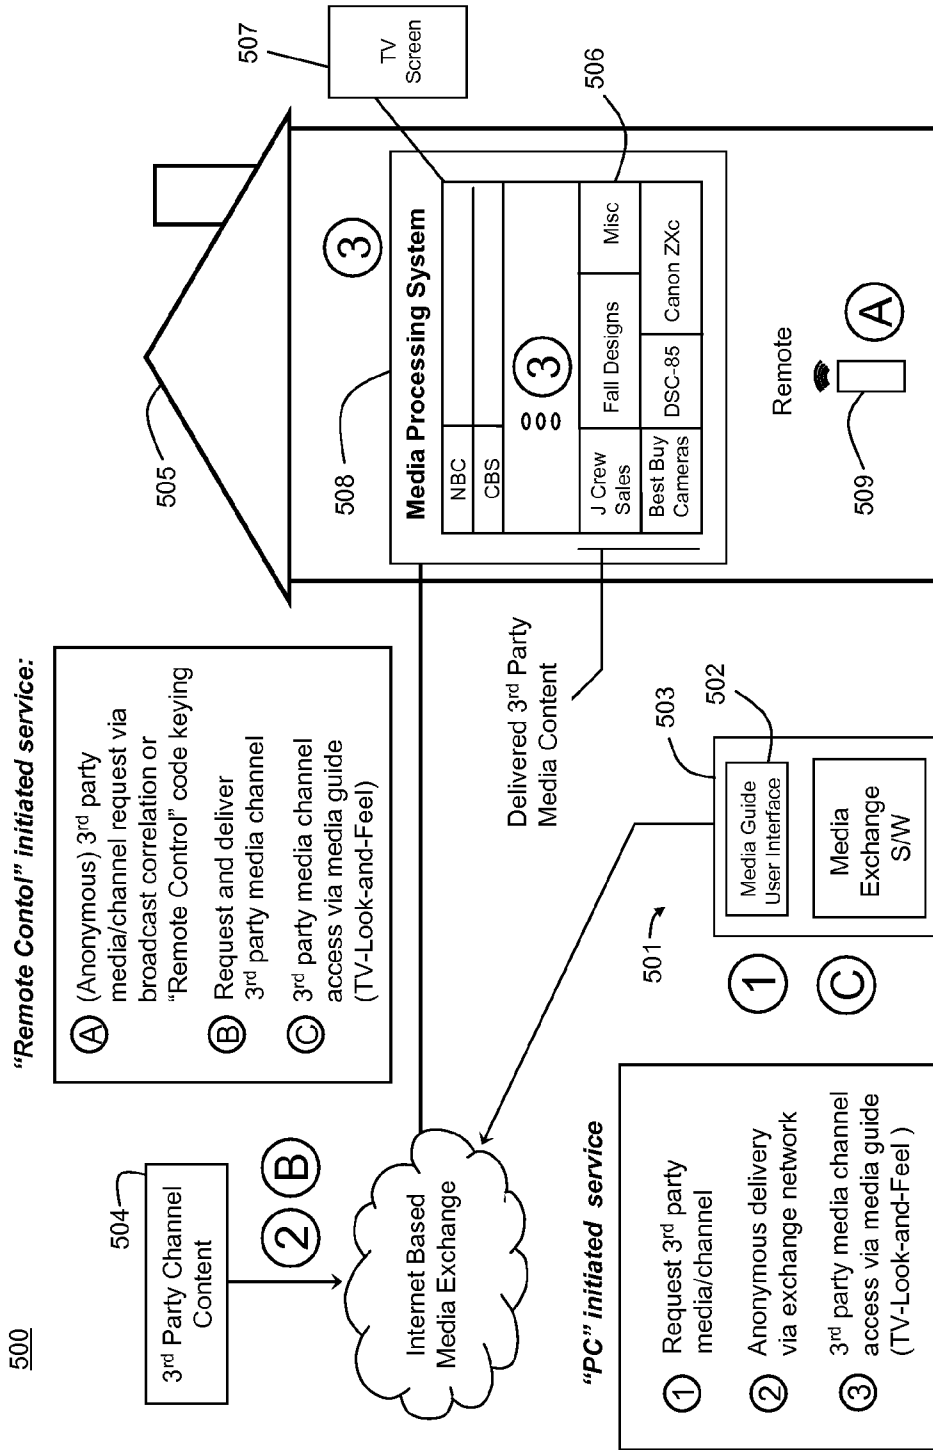 500
"Remote Contol" initiated service:
A
(Anonymous) 3rd party
media/channel request via
broadcast correlation or
"Remote Control" code keying
B
Request and deliver
3rd party media channel
C
3rd party media channel
access via media guide
(TV-Look-and-Feel)
504
3rd Party Channel
Content
2
B
Internet Based
Media Exchange
"PC" initiated service
1
Request 3rd party
media/channel
2
Anonymous delivery
via exchange network
3
3rd party media channel
access via media guide
(TV-Look-and-Feel )
501
1
C
503
502
Media Guide
User Interface
Media
Exchange
S/W
Delivered 3rd Party
Media Content
505
508
3
Media Processing System
NBC
CBS
000
3
J Crew
Sales
Fall Designs
Misc
Best Buy
Cameras
DSC-85
Canon ZXc
507
TV
Screen
506
Remote
509
A